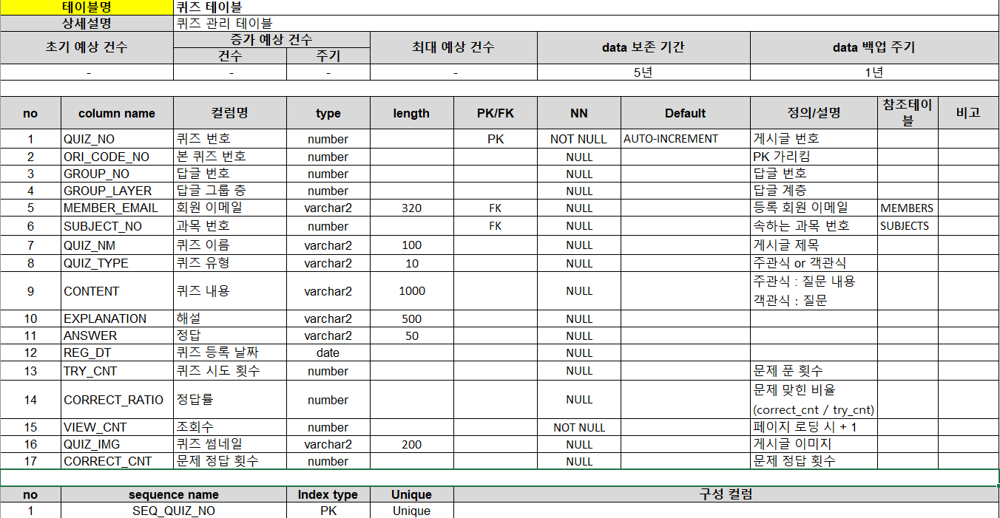 테이블명 퀴즈 테이블
상세설명 퀴즈 관리 테이블
초기 예상 건수 증가 예상 건수 최대 예상 건수 data 보존 기간 data 백업 주기
건수 주기
- - - - 5년 1년
no column name 컬럼명 type length PK/FK NN Default 정의/설명 참조테이블 비고
1 QUIZ_NO 퀴즈 번호 number PK NOT NULL AUTO-INCREMENT 게시글 번호
2 ORI_CODE_NO 본 퀴즈 번호 number NULL PK 가리킴
3 GROUP_NO 답글 번호 number NULL 답글 번호
4 GROUP_LAYER 답글 그룹 층 number NULL 답글 계층
5 MEMBER_EMAIL 회원 이메일 varchar2 320 FK NULL 등록 회원 이메일 MEMBERS
6 SUBJECT_NO 과목 번호 number FK NULL 속하는 과목 번호 SUBJECTS
7 QUIZ_NM 퀴즈 이름 varchar2 100 NULL 게시글 제목
8 QUIZ_TYPE 퀴즈 유형 varchar2 10 NULL 주관식 or 객관식
9 CONTENT 퀴즈 내용 varchar2 1000 NULL 주관식 : 질문 내용
객관식 : 질문
10 EXPLANATION 해설 varchar2 500 NULL
11 ANSWER 정답 varchar2 50 NULL
12 REG_DT 퀴즈 등록 날짜 date NULL
13 TRY_CNT 퀴즈 시도 횟수 number NULL 문제 푼 횟수
14 CORRECT_RATIO 정답률 number NULL 문제 맞힌 비율
(correct_cnt / try_cnt)
15 VIEW_CNT 조회수 number NOT NULL 페이지 로딩 시 + 1
16 QUIZ_IMG 퀴즈 썸네일 varchar2 200 NULL 게시글 이미지
17 CORRECT_CNT 문제 정답 횟수 number NULL 문제 정답 횟수
no sequence name Index type Unique 구성 컬럼
1 SEQ_QUIZ_NO PK Unique